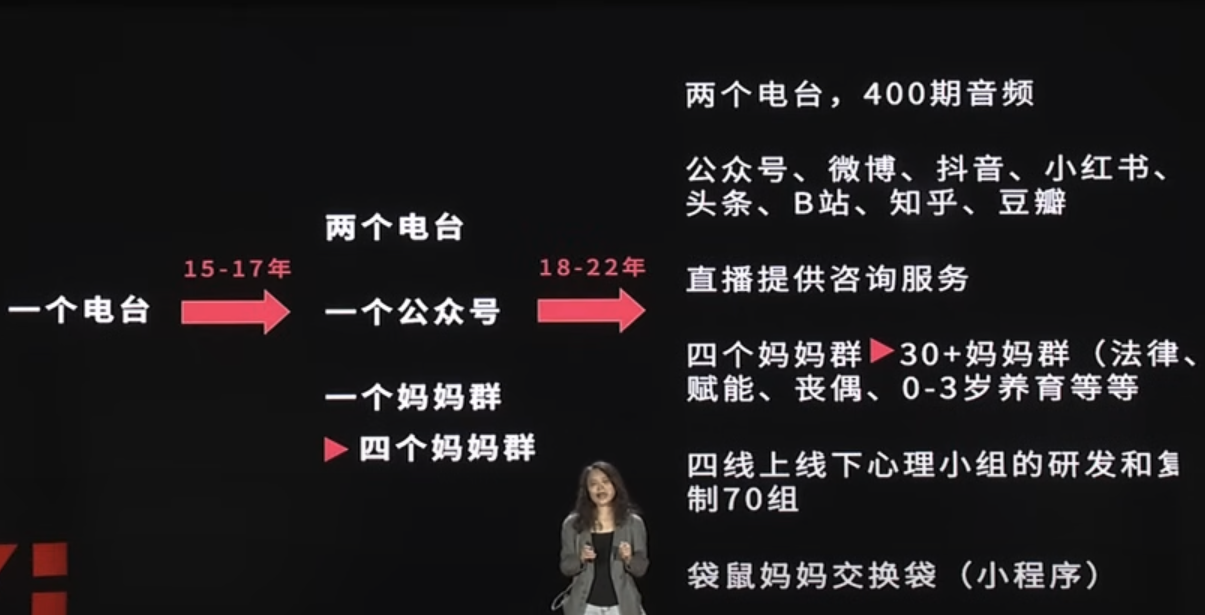 一个电台
15-17年
两个电台
一个公众号
一个妈妈群
▶四个妈妈群
18-22年
两个电台，400期音频
公众号、微博、抖音、小红书、
头条、B站、知乎、豆瓣
直播提供咨询服务
四个妈妈群▶30+妈妈群（法律、
赋能、丧偶、0-3岁养育等等
四线上线下心理小组的研发和复
制70组
袋鼠妈妈交换袋（小程序）